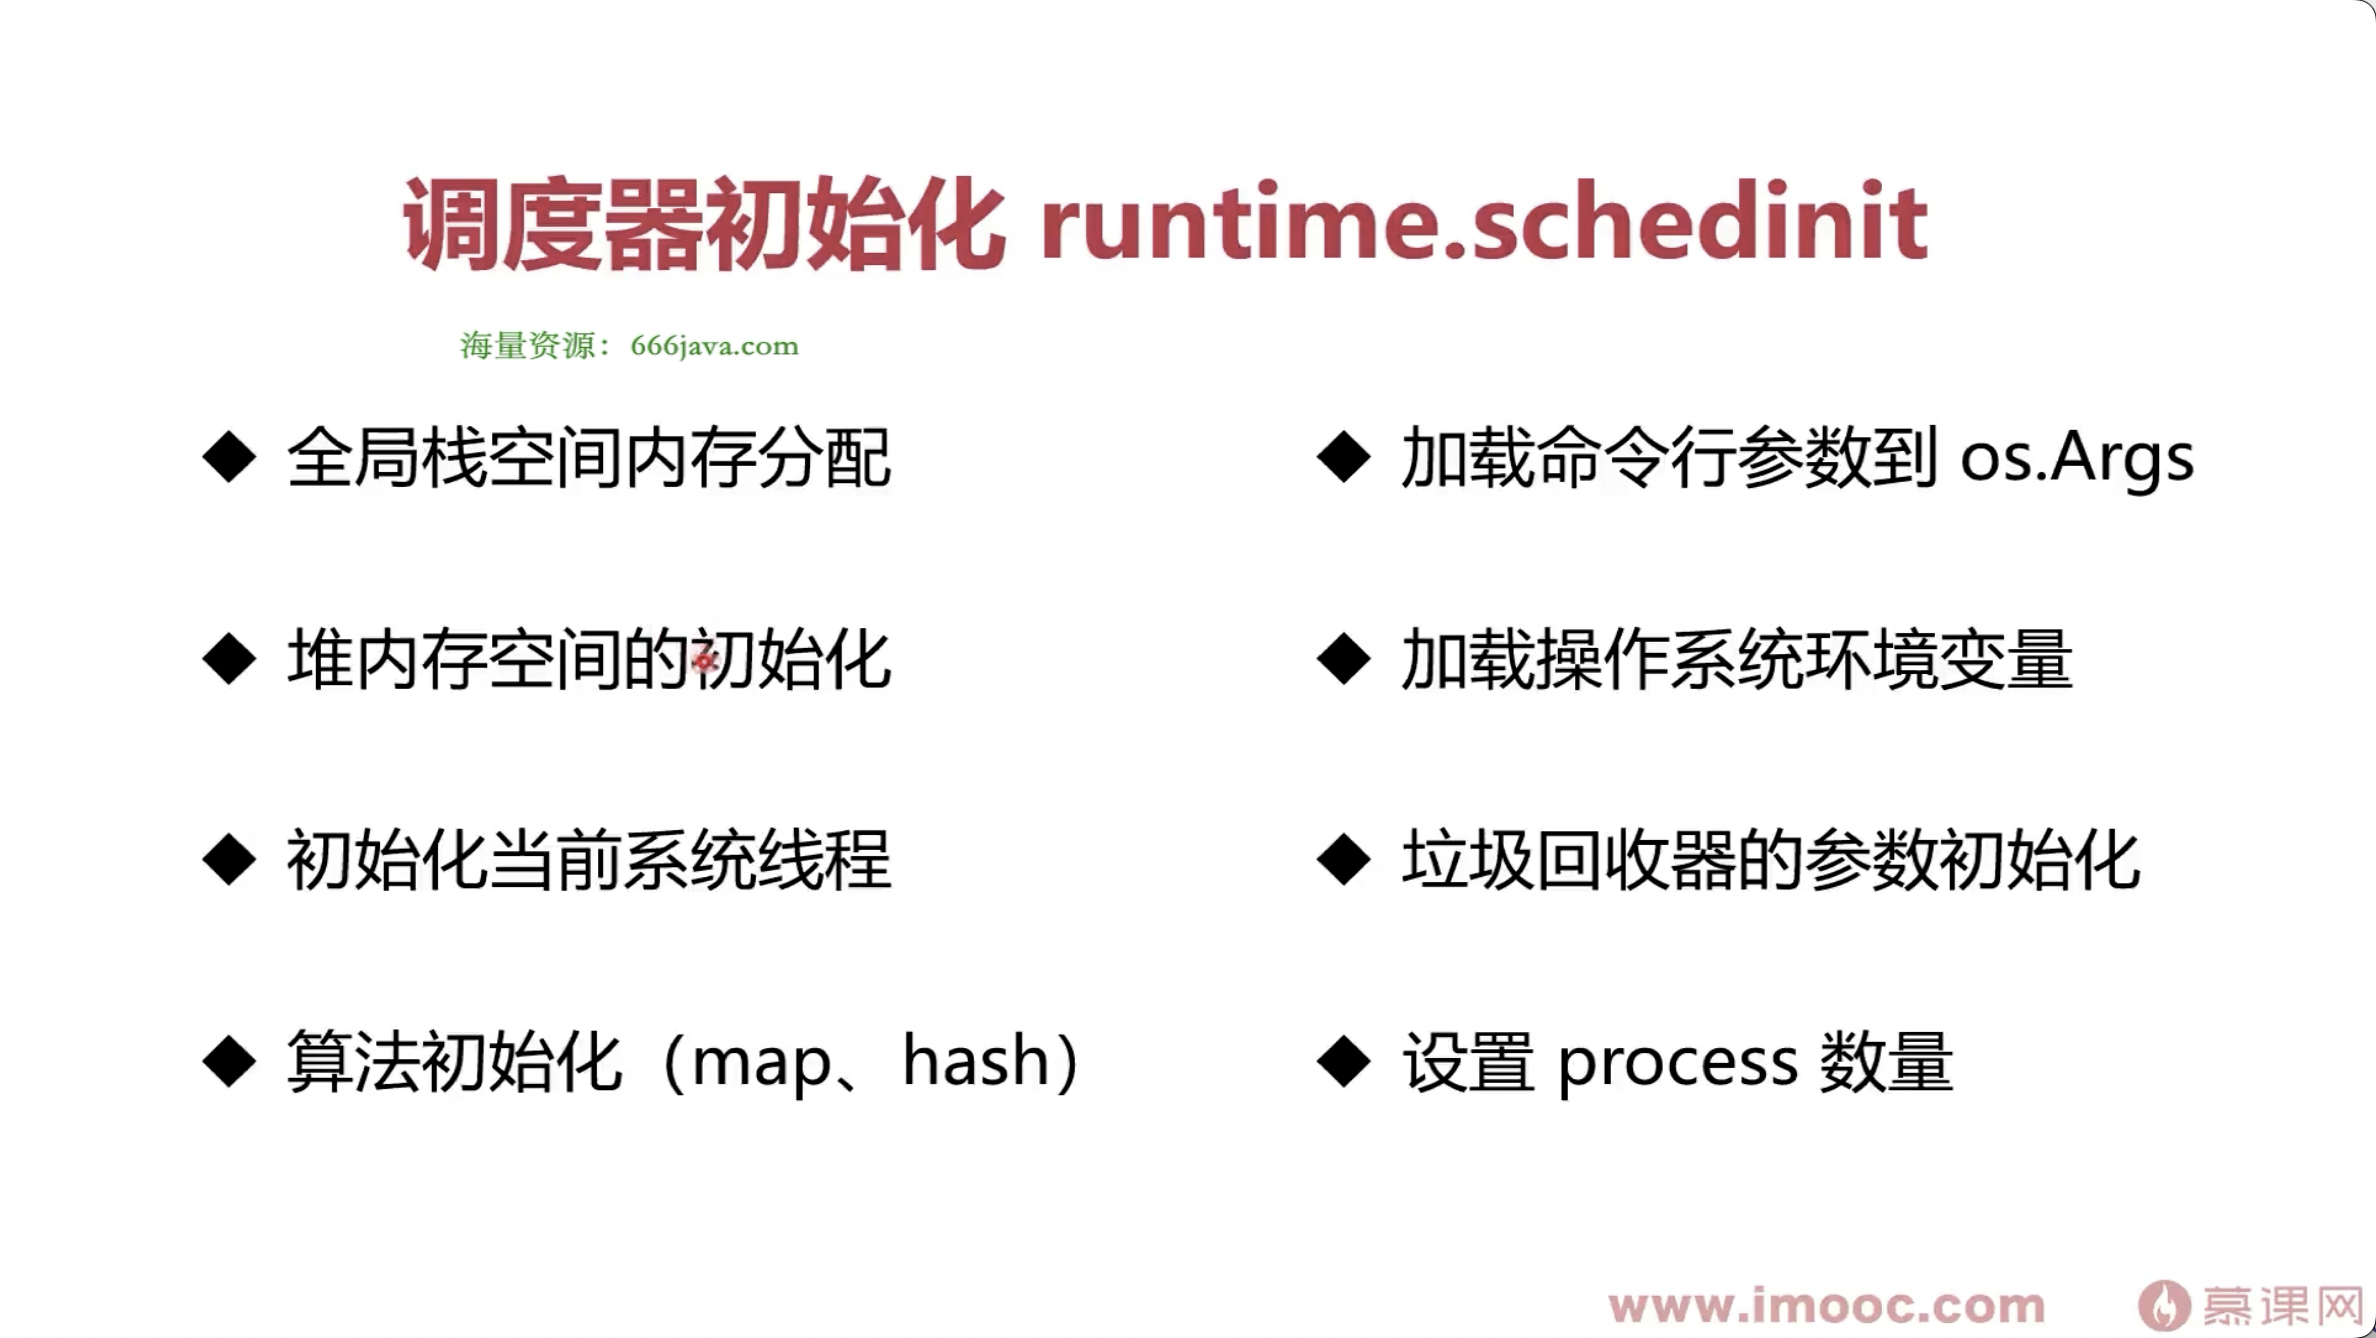 调度器初始化 runtime.schedinit
海量资源：666java.com
◆ 全局栈空间内存分配
◆ 堆内存空间的初始化
◆ 初始化当前系统线程
◆ 算法初始化（map、hash）
◆ 加载命令行参数到 os.Args
◆ 加载操作系统环境变量
◆ 垃圾回收器的参数初始化
◆ 设置 process 数量
www.imooc.com 慕课网